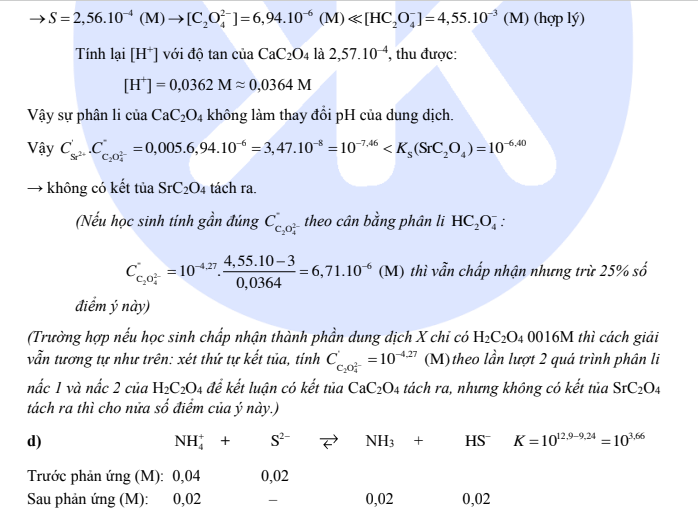 → S = 2,56.10⁻⁴ (M) → [C₂O₄²⁻] = 6,94.10⁻⁶ (M) ≪ [HC₂O₄⁻] = 4,55.10⁻³ (M) (hợp lý)
Tính lại [H⁺] với độ tan của CaC₂O₄ là 2,57.10⁻⁴, thu được:
[H⁺] = 0,0362 M ≈ 0,0364 M
Vậy sự phân li của CaC₂O₄ không làm thay đổi pH của dung dịch.
Vậy C'_{Sr²⁺}.C''_{C₂O₄²⁻} = 0,005.6,94.10⁻⁶ = 3,47.10⁻⁸ = 10⁻⁷,⁴⁶ < K_S(SrC₂O₄) = 10⁻⁶,⁴⁰
→ không có kết tủa SrC₂O₄ tách ra.
(Nếu học sinh tính gần đúng C''_{C₂O₄²⁻} theo cân bằng phân li HC₂O₄⁻ :
C''_{C₂O₄²⁻} = 10⁻⁴,²⁷. 4,55.10−3 / 0,0364 = 6,71.10⁻⁶ (M) thì vẫn chấp nhận nhưng trừ 25% số
điểm ý này)
(Trường hợp nếu học sinh chấp nhận thành phần dung dịch X chỉ có H₂C₂O₄ 0016M thì cách giải
vẫn tương tự như trên: xét thứ tự kết tủa, tính C'_{C₂O₄²⁻} = 10⁻⁴,²⁷ (M) theo lần lượt 2 quá trình phân li
nấc 1 và nấc 2 của H₂C₂O₄ để kết luận có kết tủa CaC₂O₄ tách ra, nhưng không có kết tủa SrC₂O₄
tách ra thì cho nửa số điểm của ý này.)
d) NH₄⁺ + S²⁻ ⇄ NH₃ + HS⁻ K = 10¹²,⁹⁻⁹,²⁴ = 10³,⁶⁶
Trước phản ứng (M): 0,04 0,02
Sau phản ứng (M): 0,02 – 0,02 0,02